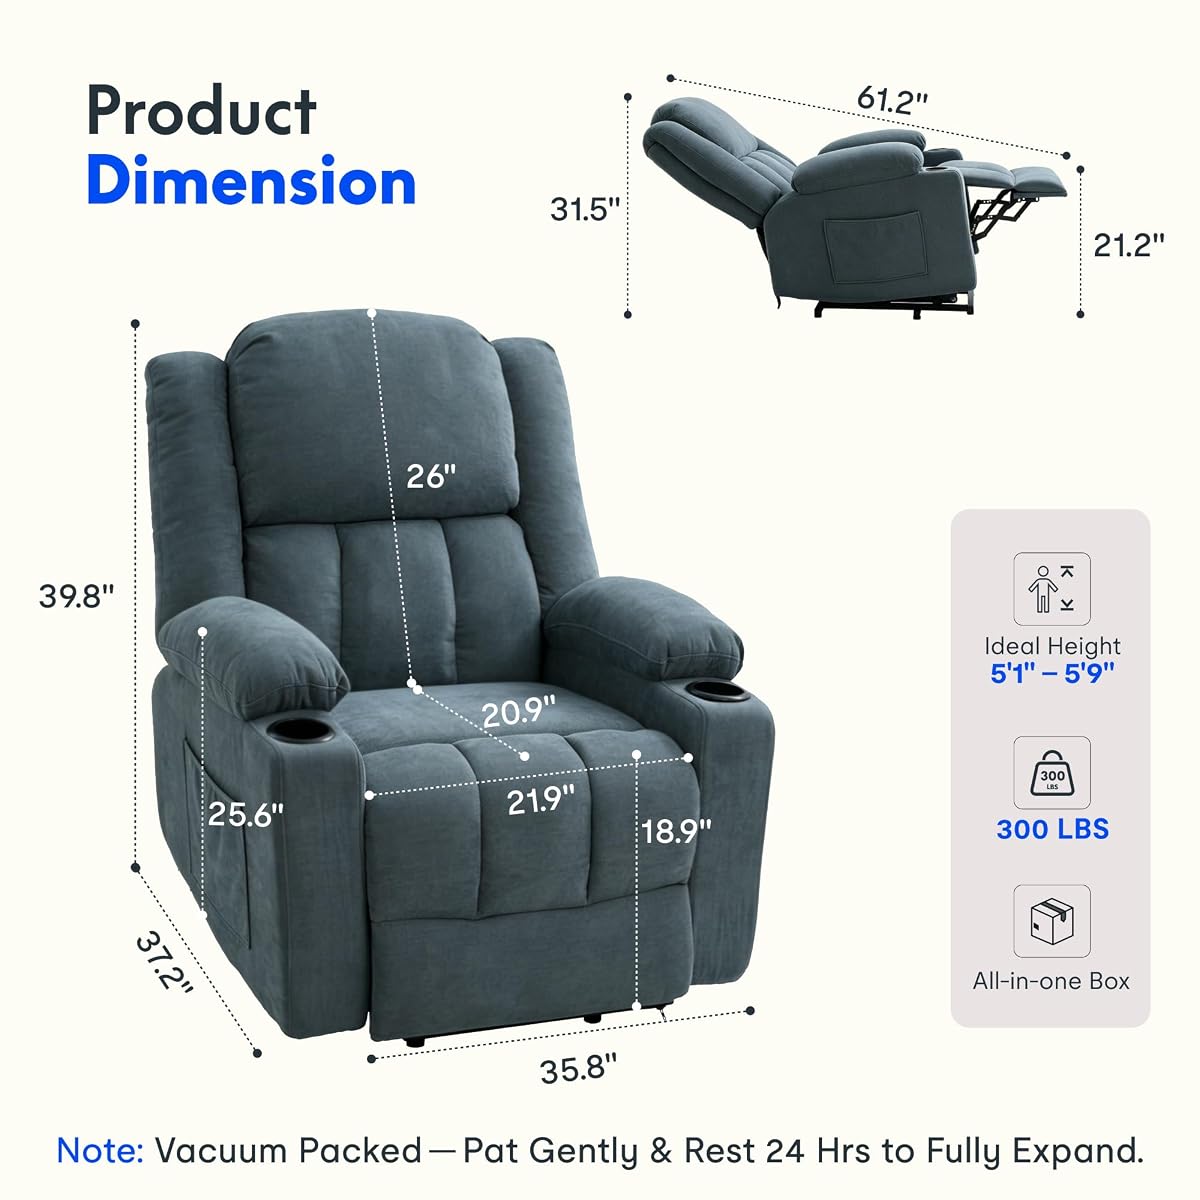 Product
Dimension
61.2"
31.5"
21.2"
26"
39.8"
20.9"
21.9"
25.6"
18.9"
37.2"
35.8"
Ideal Height
5'1" – 5'9"
300
LBS
300 LBS
All-in-one Box
Note: Vacuum Packed — Pat Gently & Rest 24 Hrs to Fully Expand.